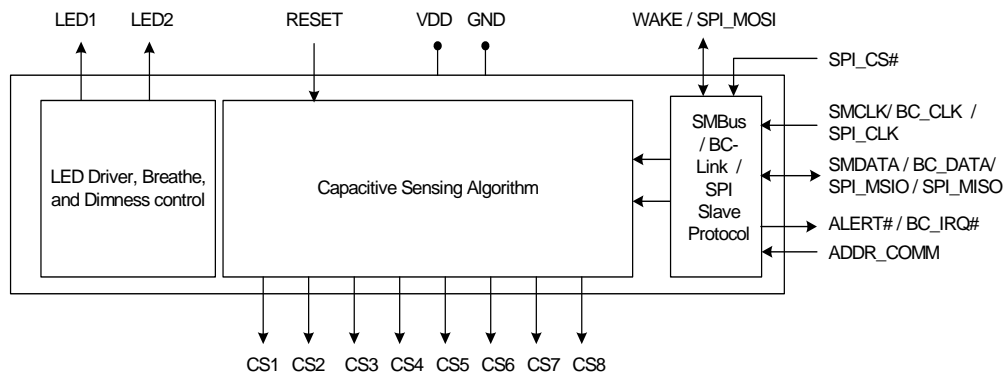 LED1 LED2 RESET VDD GND WAKE / SPI_MOSI
SPI_CS#
LED Driver, Breathe,
and Dimness control
Capacitive Sensing Algorithm
SMBus
/ BC-
Link /
SPI
Slave
Protocol
SMCLK/ BC_CLK /
SPI_CLK
SMDATA / BC_DATA/
SPI_MSIO / SPI_MISO
ALERT# / BC_IRQ#
ADDR_COMM
CS1 CS2 CS3 CS4 CS5 CS6 CS7 CS8